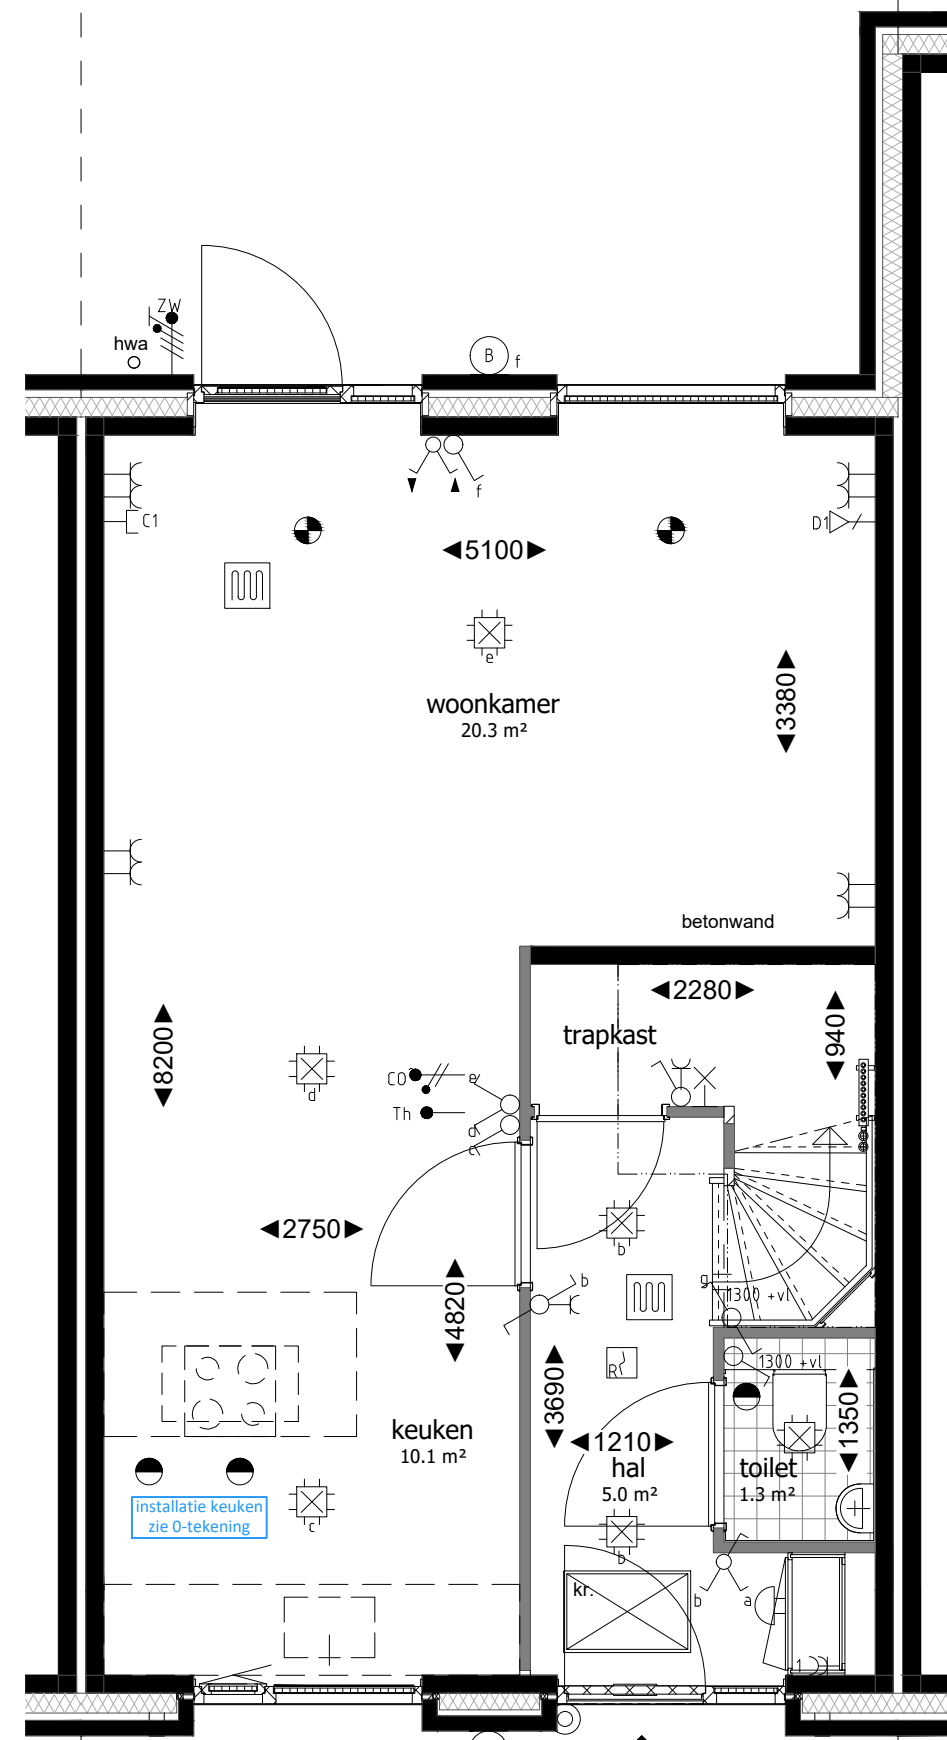 ZW
hwa
B
f
f
C1
D1
5100
e
woonkamer
20.3 m²
3380
betonwand
2280
940
trapkast
8200
CO²
e
d
Th
d
c
2750
b
4820
b
g
1300 +vl
R
1300 +vl
3690
1350
keuken
10.1 m²
1210
hal
5.0 m²
toilet
1.3 m²
installatie keuken
zie 0-tekening
c
b
kr.
b
a
1